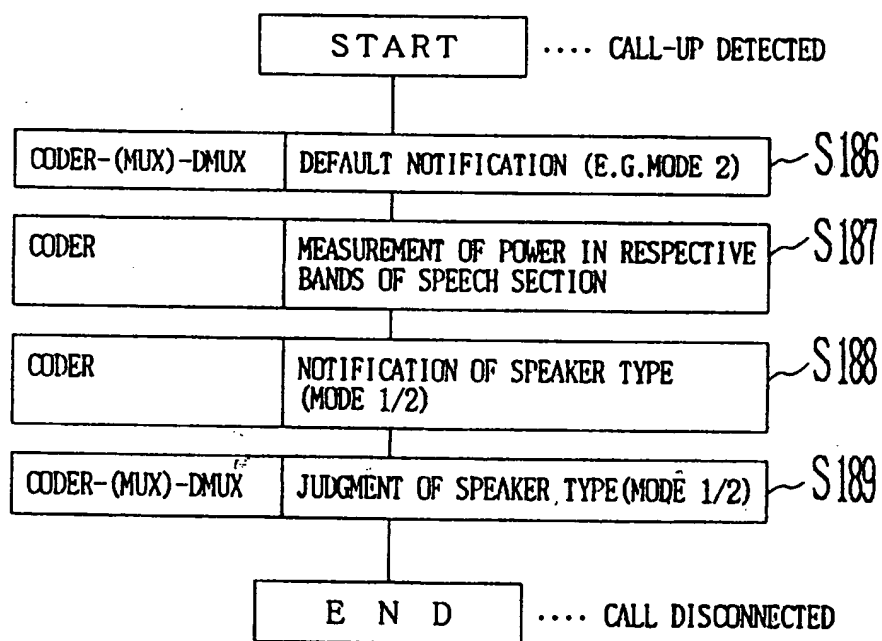 START .... CALL-UP DETECTED
CODER-(MUX)-DMUX DEFAULT NOTIFICATION (E.G.MODE 2) S186
CODER MEASUREMENT OF POWER IN RESPECTIVE S187
BANDS OF SPEECH SECTION
CODER NOTIFICATION OF SPEAKER TYPE S188
(MODE 1/2)
CODER-(MUX)-DMUX JUDGMENT OF SPEAKER TYPE(MODE 1/2) S189
END .... CALL DISCONNECTED